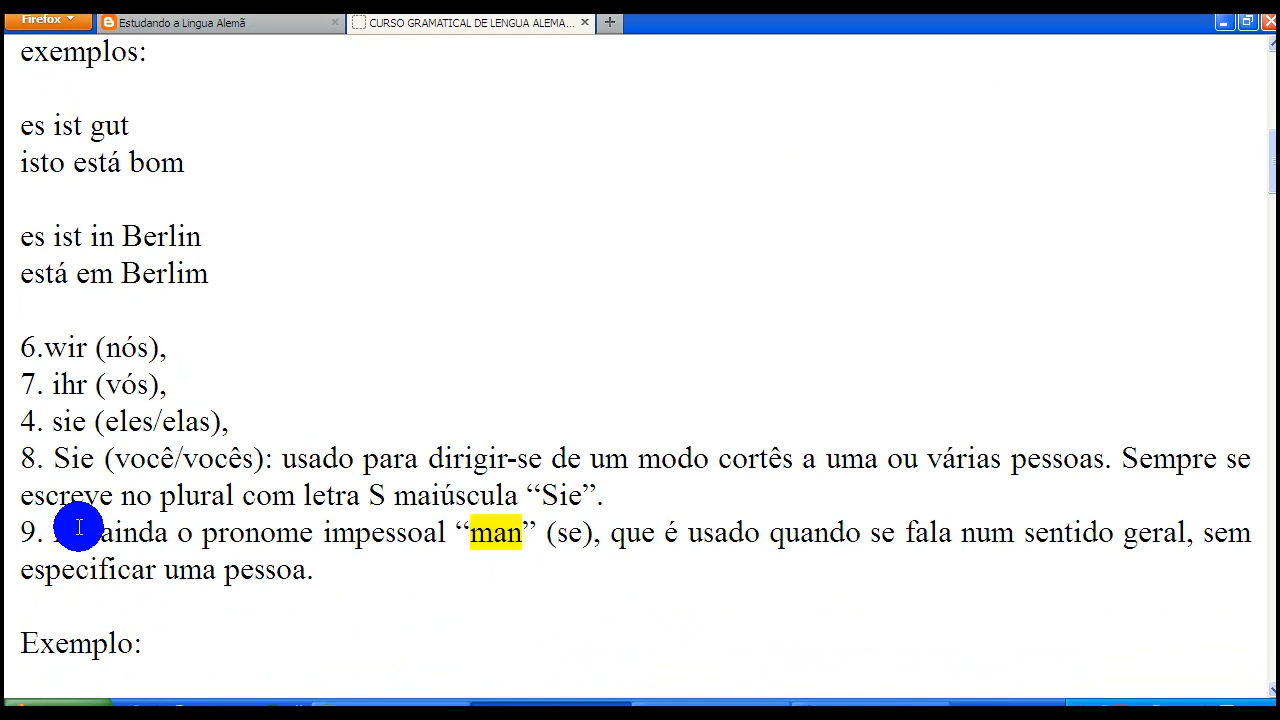 Firefox
Estudando a Lingua Alemã
CURSO GRAMATICAL DE LENGUA ALEMA...
exemplos:
es ist gut
isto está bom
es ist in Berlin
está em Berlim
6.wir (nós),
7. ihr (vós),
4. sie (eles/elas),
8. Sie (você/vocês): usado para dirigir-se de um modo cortês a uma ou várias pessoas. Sempre se
escreve no plural com letra S maiúscula “Sie”.
9. ainda o pronome impessoal “man” (se), que é usado quando se fala num sentido geral, sem
especificar uma pessoa.
Exemplo: